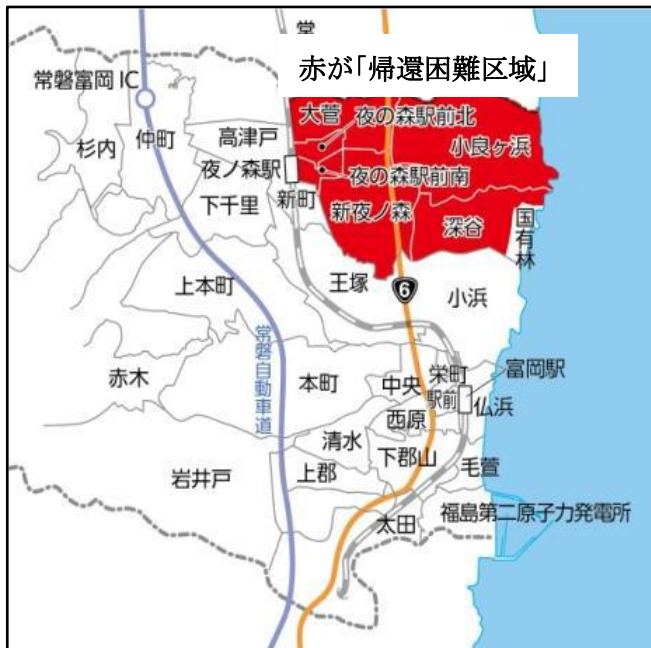 常
赤が「帰還困難区域」
常磐富岡IC
大菅
夜の森駅前北
杉内
仲町
高津戸
小良ヶ浜
夜ノ森駅
夜の森駅前南
新町
下千里
新夜ノ森
深谷
国有林
上本町
王塚
6
小浜
常磐自動車道
赤木
本町
中央
栄町
富岡駅
駅前
仏浜
西原
清水
下郡山
岩井戸
上郡
毛萱
福島第二原子力発電所
太田